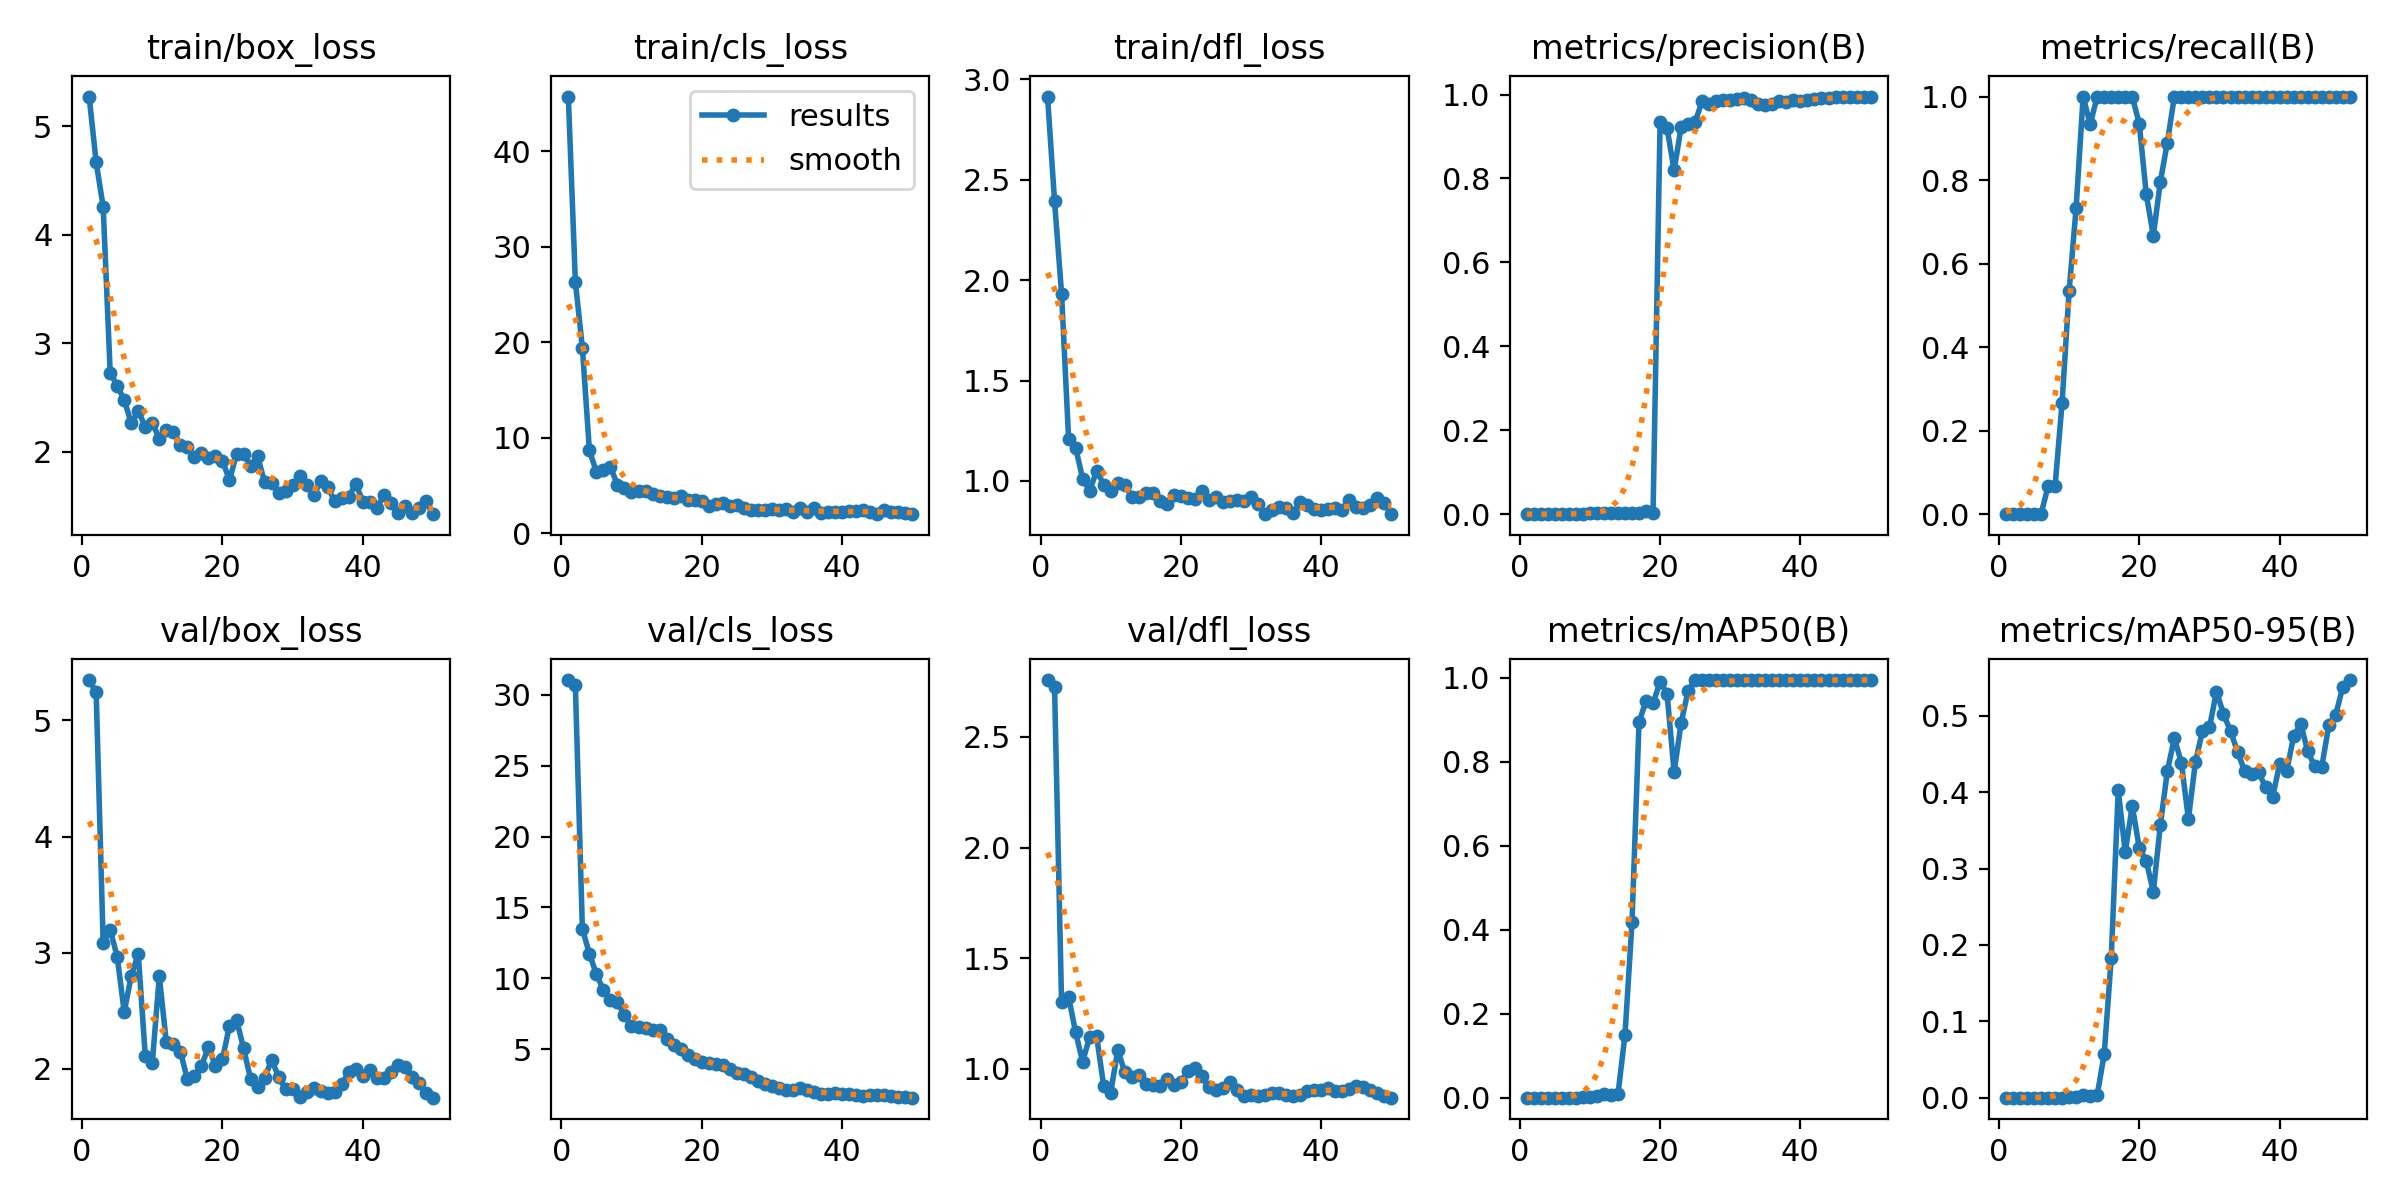 train/box_loss
5
4
3
2
0 20 40
train/cls_loss
results
smooth
40
30
20
10
0
0 20 40
train/dfl_loss
3.0
2.5
2.0
1.5
1.0
0 20 40
metrics/precision(B)
1.0
0.8
0.6
0.4
0.2
0.0
0 20 40
metrics/recall(B)
1.0
0.8
0.6
0.4
0.2
0.0
0 20 40
val/box_loss
5
4
3
2
0 20 40
val/cls_loss
30
25
20
15
10
5
0 20 40
val/dfl_loss
2.5
2.0
1.5
1.0
0 20 40
metrics/mAP50(B)
1.0
0.8
0.6
0.4
0.2
0.0
0 20 40
metrics/mAP50-95(B)
0.5
0.4
0.3
0.2
0.1
0.0
0 20 40